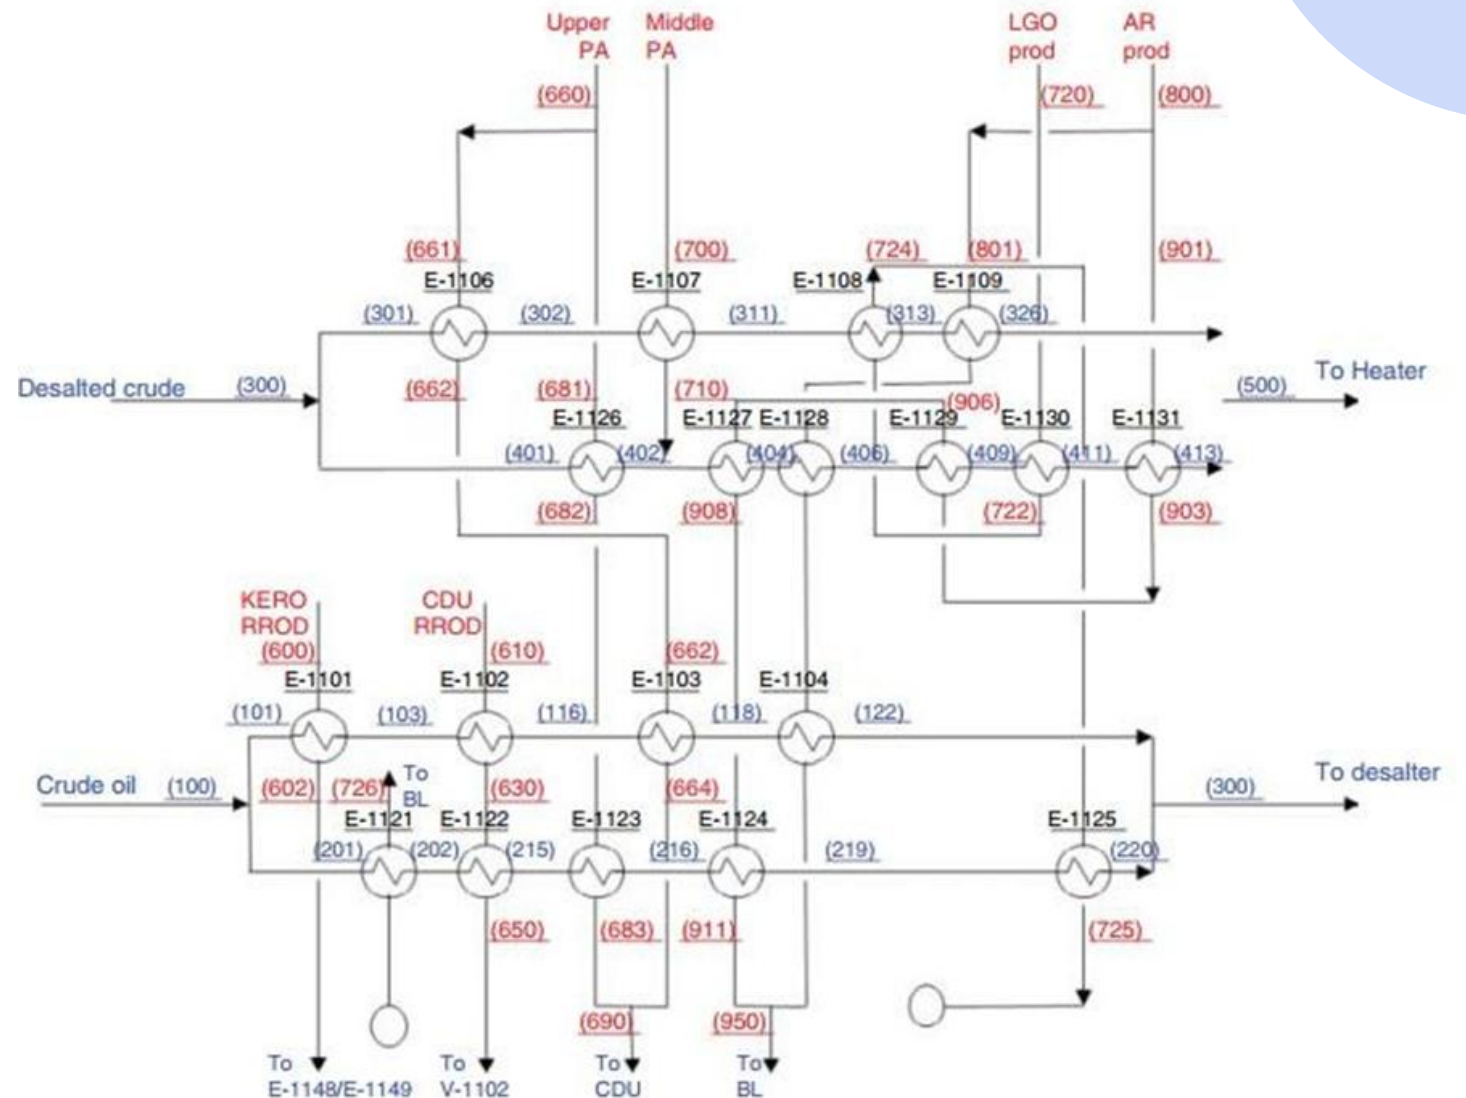 Upper PA
Middle PA
LGO prod
AR prod
(660)
(720)
(800)
(661)
(700)
(724)
(801)
(901)
E-1106
E-1107
E-1108
E-1109
(301)
(302)
(311)
(313)
(326)
Desalted crude
(300)
(662)
(681)
(710)
(906)
(500)
To Heater
E-1126
E-1127
E-1128
E-1129
E-1130
E-1131
(401)
(402)
(404)
(406)
(409)
(411)
(413)
(682)
(908)
(722)
(903)
KERO RROD
CDU RROD
(600)
(610)
(662)
E-1101
E-1102
E-1103
E-1104
(101)
(103)
(116)
(118)
(122)
Crude oil
(100)
(602)
(726)
To BL
(630)
(664)
(300)
To desalter
E-1121
E-1122
E-1123
E-1124
E-1125
(201)
(202)
(215)
(216)
(219)
(220)
(650)
(683)
(911)
(725)
(690)
(950)
To E-1148/E-1149
To V-1102
To CDU
To BL